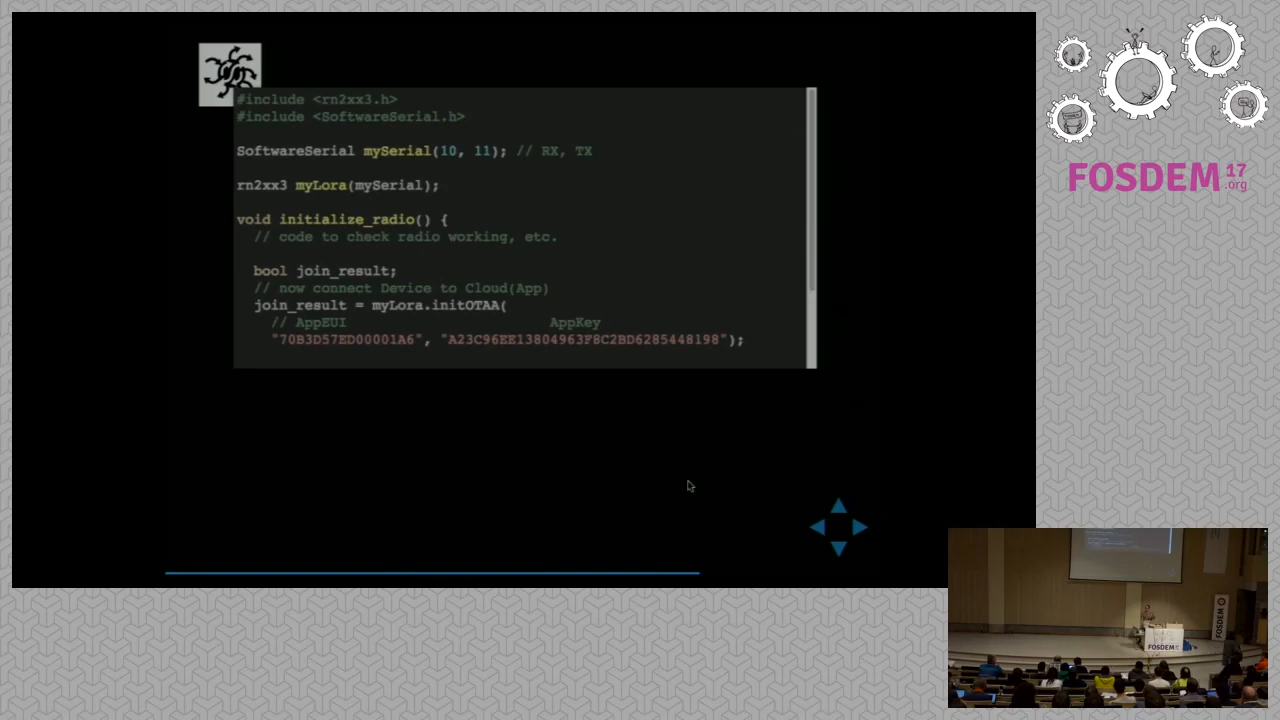 #include <rn2xx3.h>
#include <SoftwareSerial.h>
SoftwareSerial mySerial(10, 11); // RX, TX
rn2xx3 myLora(mySerial);
void initialize_radio() {
// code to check radio working, etc.
bool join_result;
// now connect Device to Cloud(App)
join_result = myLora.initOTAA(
// AppEUI AppKey
"70B3D57ED00001A6", "A23C96EE13804963F8C2BD6285448198");
FOSDEM 17
.org
FOSDEM
FOSDEM